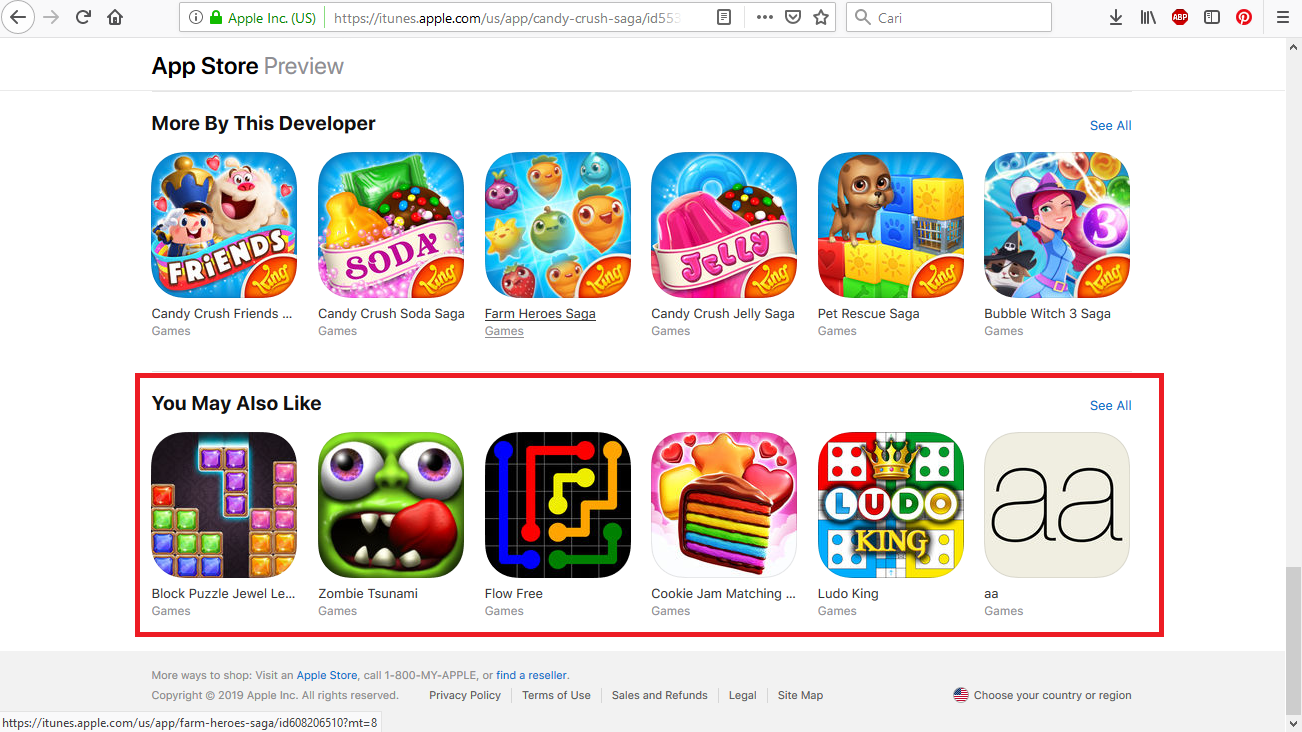 Apple Inc. (US)
https://itunes.apple.com/us/app/candy-crush-saga/id553
Cari
ABP
App Store Preview
More By This Developer
See All
FRIENDS
King
SODA
King
King
JELLY
King
King
3
King
Candy Crush Friends ...
Candy Crush Soda Saga
Farm Heroes Saga
Candy Crush Jelly Saga
Pet Rescue Saga
Bubble Witch 3 Saga
Games
Games
Games
Games
Games
Games
You May Also Like
See All
LUDO
KING
aa
Block Puzzle Jewel Le...
Zombie Tsunami
Flow Free
Cookie Jam Matching ...
Ludo King
aa
Games
Games
Games
Games
Games
Games
More ways to shop: Visit an Apple Store, call 1-800-MY-APPLE, or find a reseller.
Copyright © 2019 Apple Inc. All rights reserved.
Privacy Policy
Terms of Use
Sales and Refunds
Legal
Site Map
Choose your country or region
https://itunes.apple.com/us/app/farm-heroes-saga/id608206510?mt=8